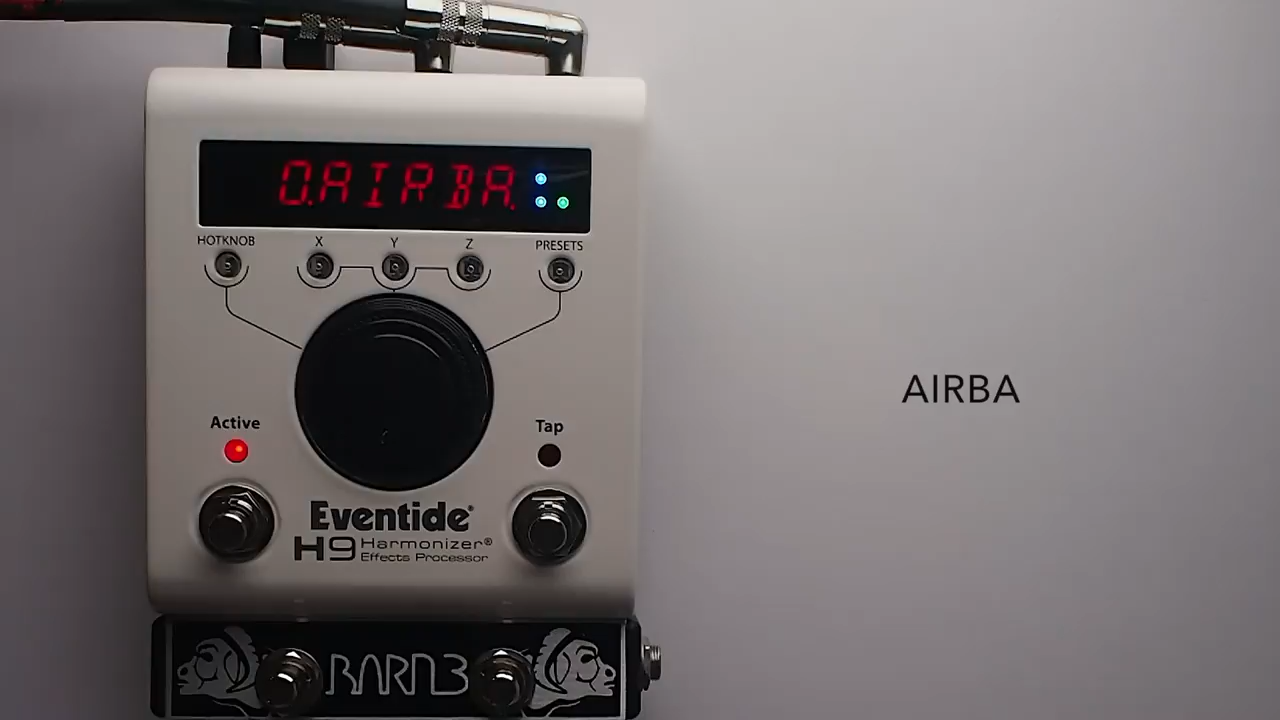 0.AIRBA.
HOTKNOB X Y Z PRESETS
AIRBA
Active Tap
Eventide®
H9 Harmonizer®
Effects Processor
BARN3